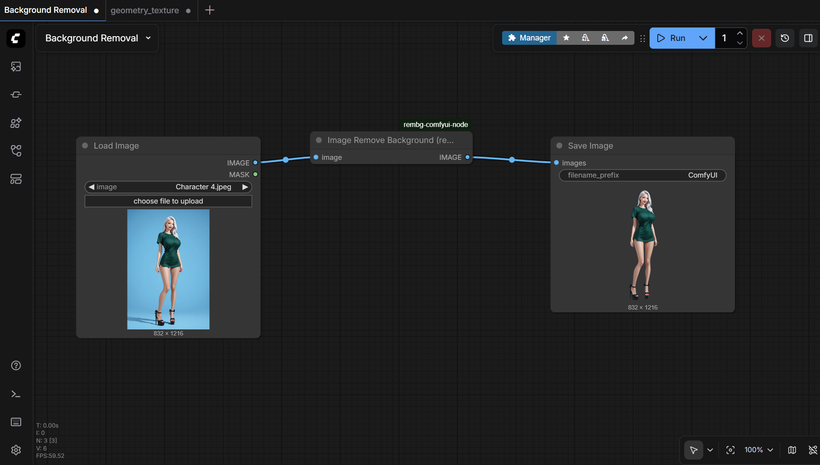 Background Removal
geometry_texture
Background Removal
Manager
Run
1
rembg-comfyui-node
Load Image
IMAGE
MASK
image Character 4.jpeg
choose file to upload
832 × 1216
Image Remove Background (re...
image IMAGE
Save Image
images
filename_prefix ComfyUI
832 × 1216
T: 0.00s
I: 0
N: 3 [3]
V: 6
FPS:59.52
100%